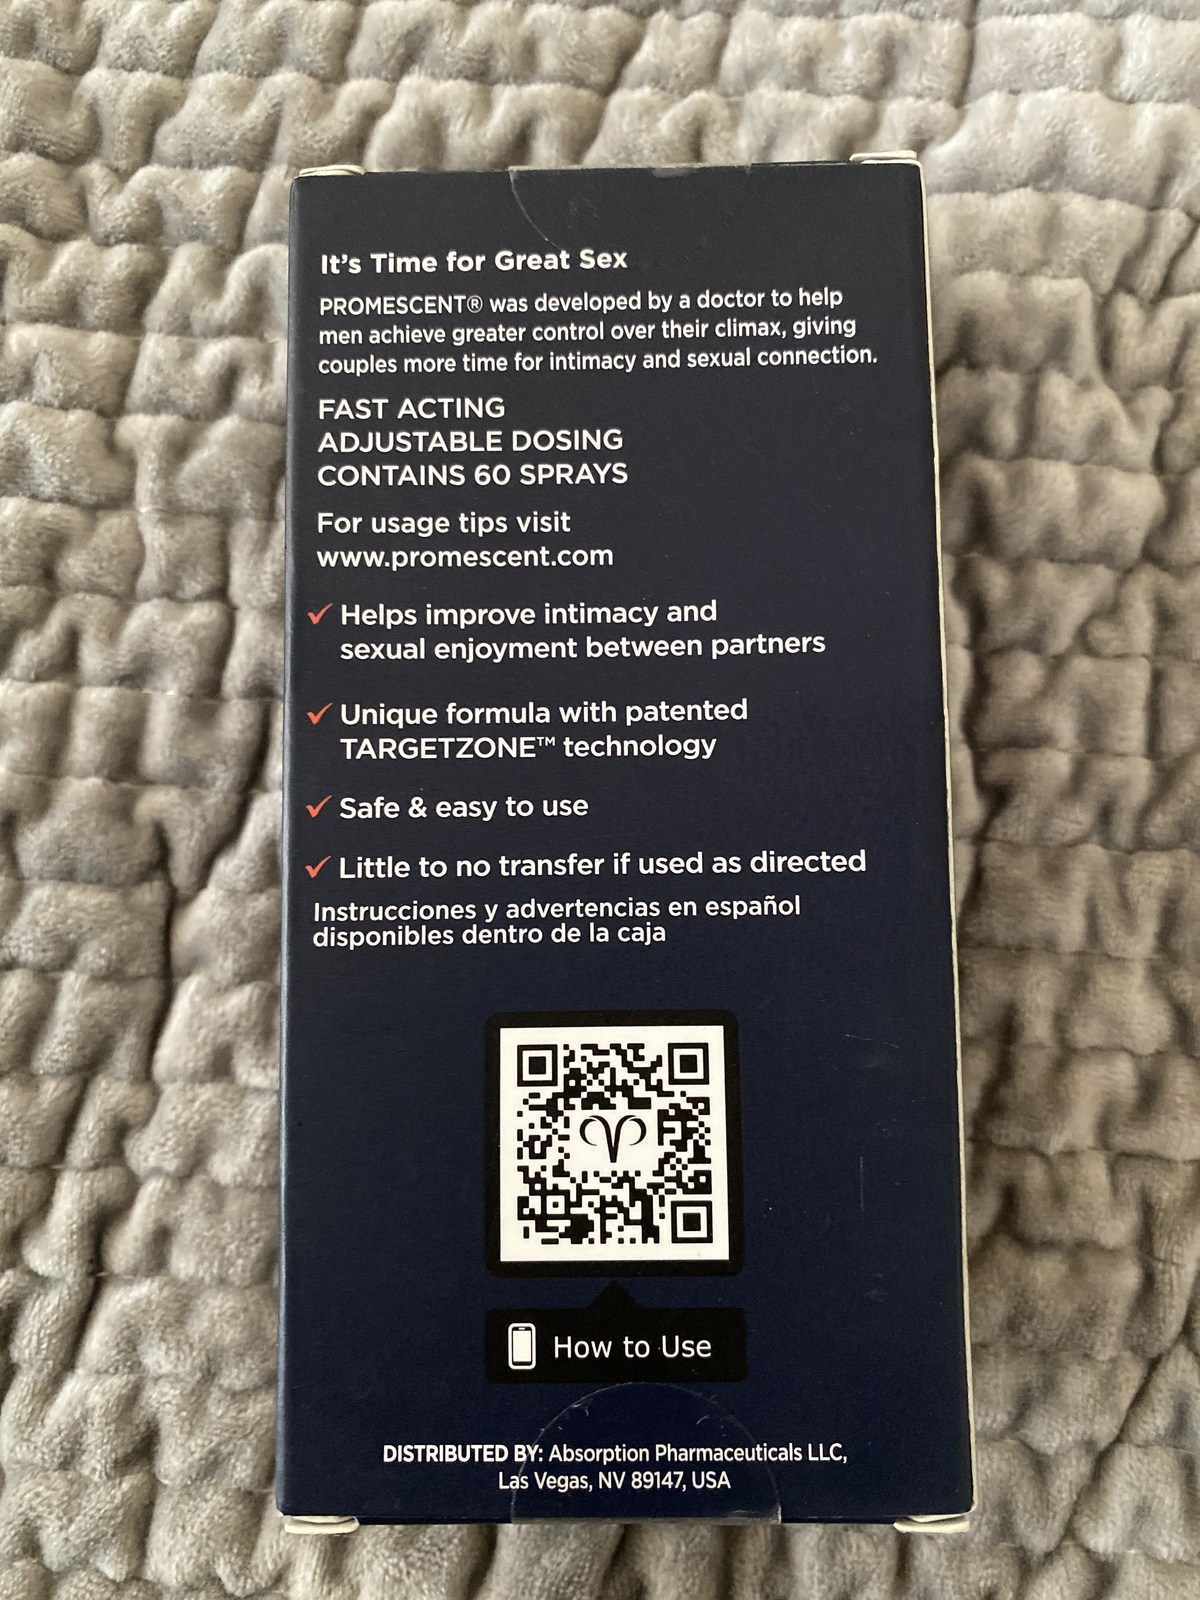 It's Time for Great Sex
PROMESCENT® was developed by a doctor to help
men achieve greater control over their climax, giving
couples more time for intimacy and sexual connection.
FAST ACTING
ADJUSTABLE DOSING
CONTAINS 60 SPRAYS
For usage tips visit
www.promescent.com
✓ Helps improve intimacy and
sexual enjoyment between partners
✓ Unique formula with patented
TARGETZONE™ technology
✓ Safe & easy to use
✓ Little to no transfer if used as directed
Instrucciones y advertencias en español
disponibles dentro de la caja
How to Use
DISTRIBUTED BY: Absorption Pharmaceuticals LLC,
Las Vegas, NV 89147, USA